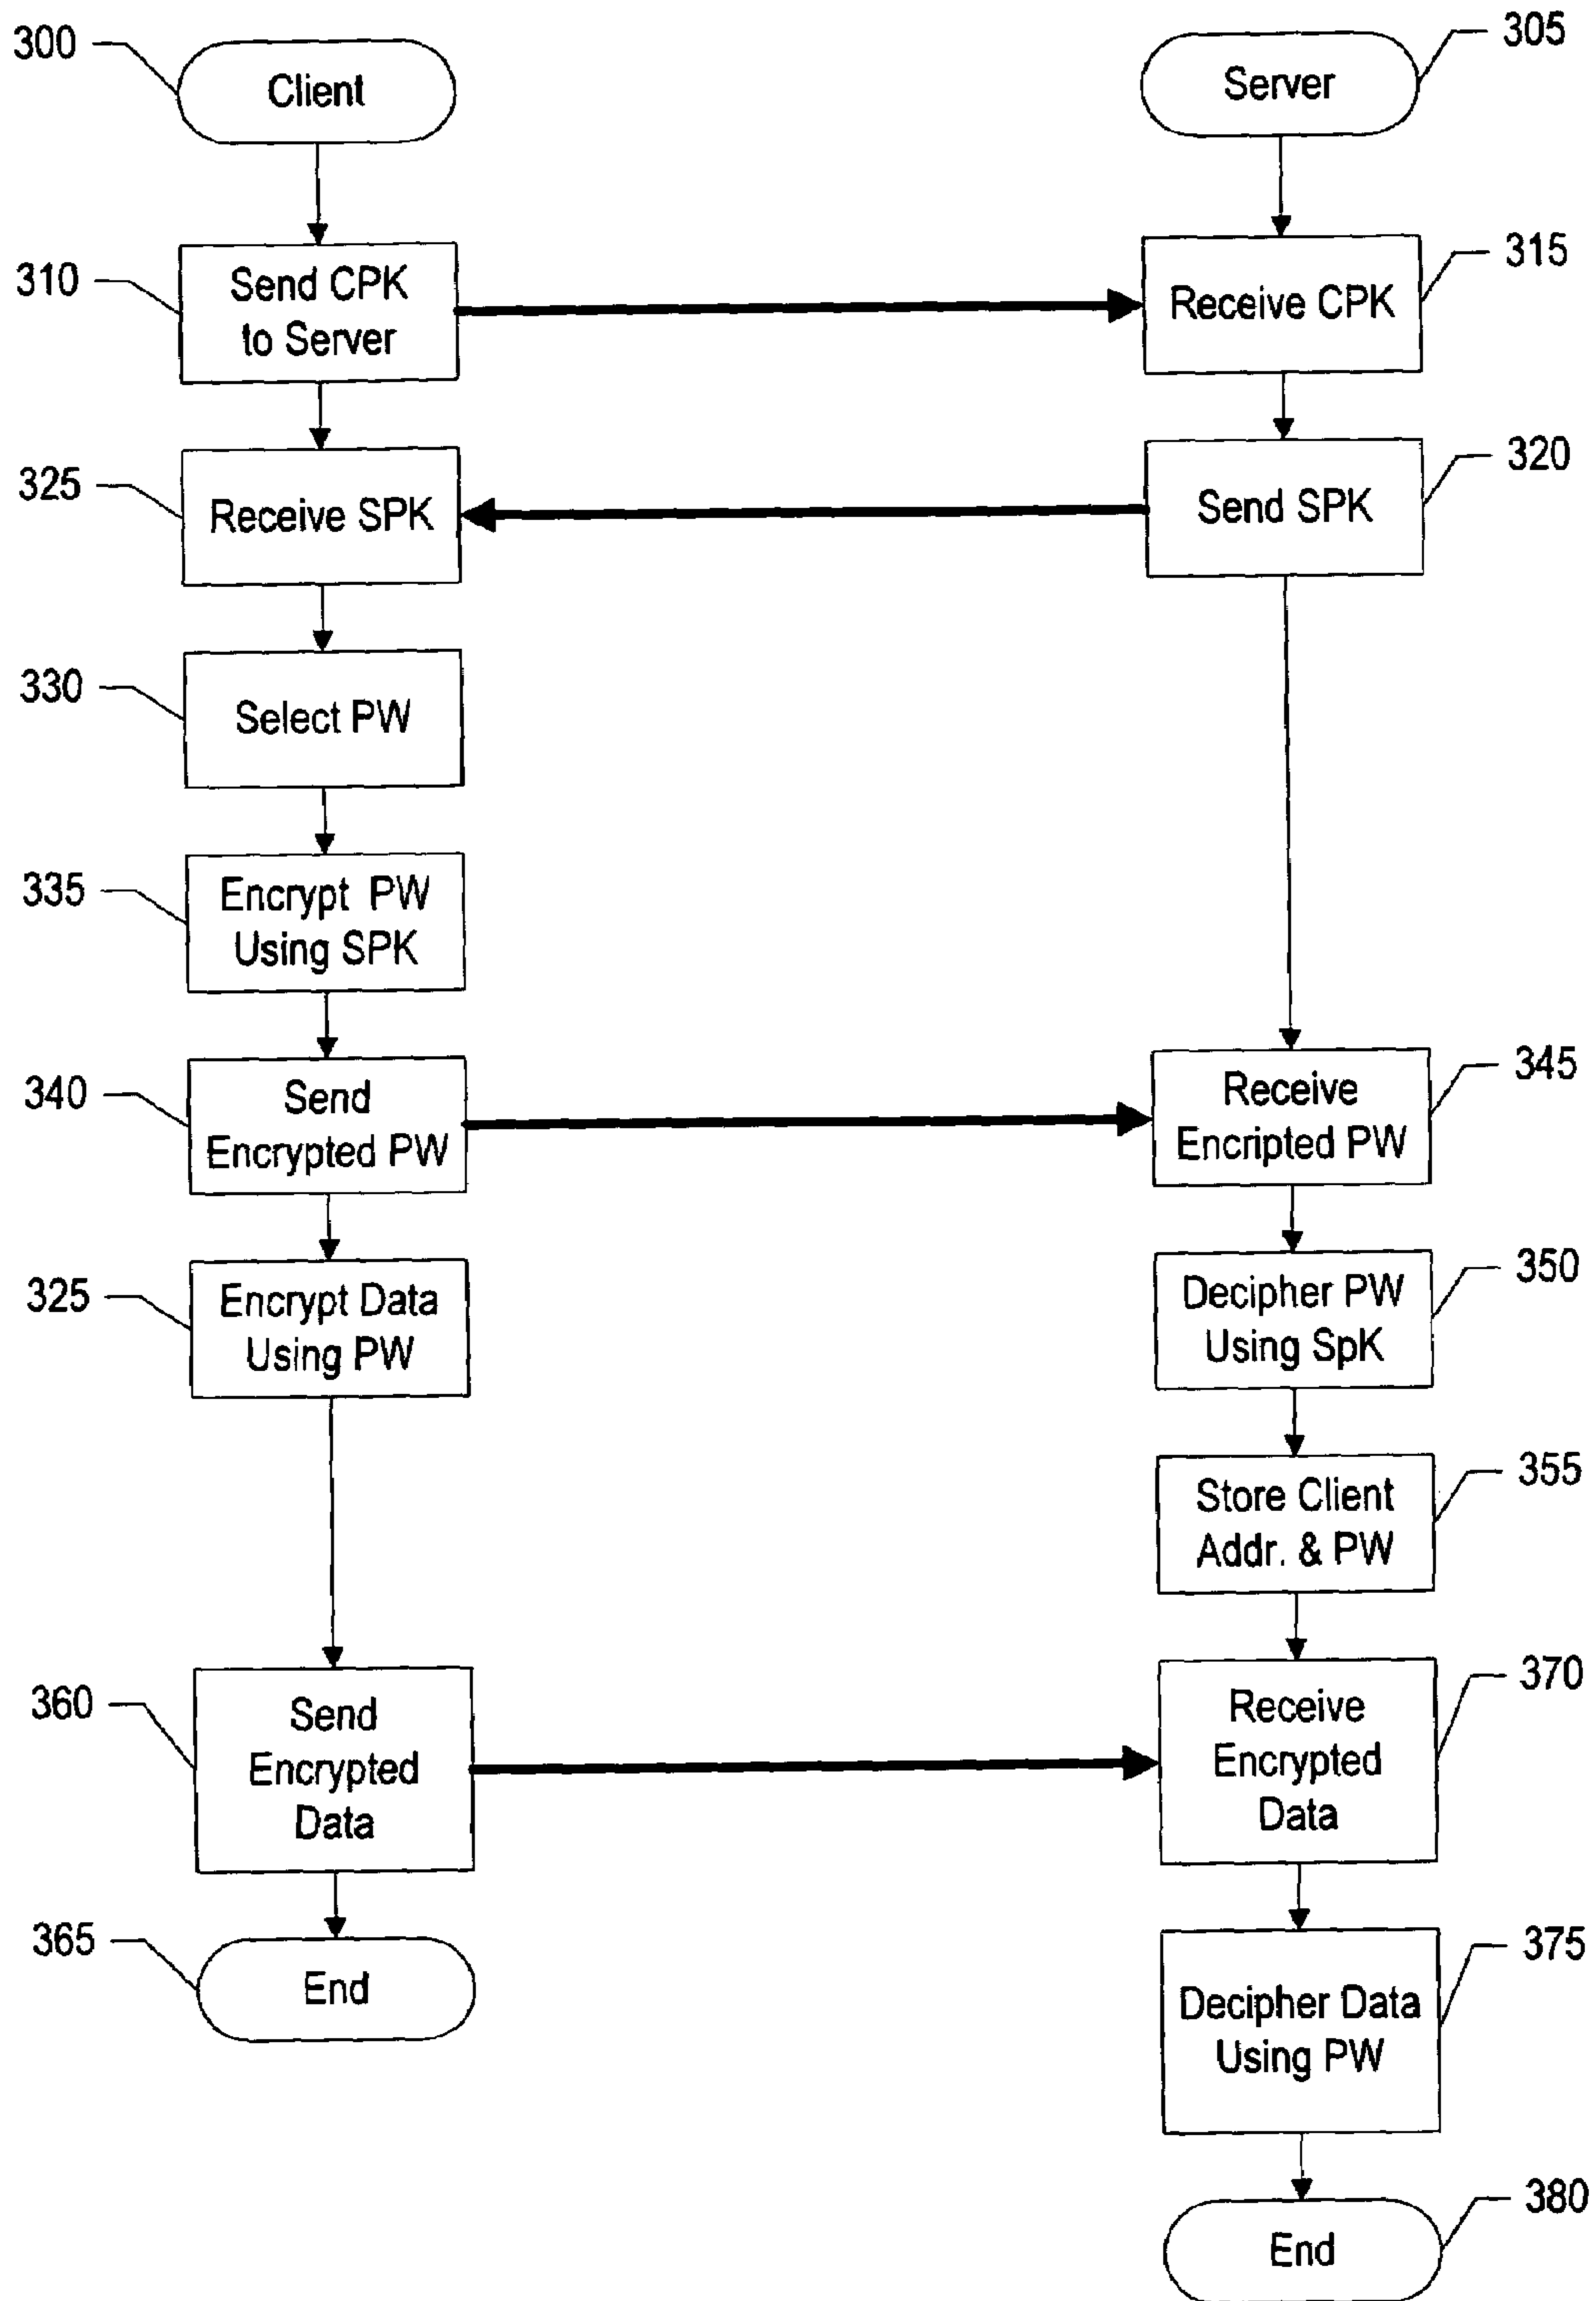 300
Client
305
Server
310
Send CPK
to Server
315
Receive CPK
325
Receive SPK
320
Send SPK
330
Select PW
335
Encrypt PW
Using SPK
340
Send
Encrypted PW
345
Receive
Encripted PW
325
Encrypt Data
Using PW
350
Decipher PW
Using SpK
355
Store Client
Addr. & PW
360
Send
Encrypted
Data
370
Receive
Encrypted
Data
365
End
375
Decipher Data
Using PW
380
End